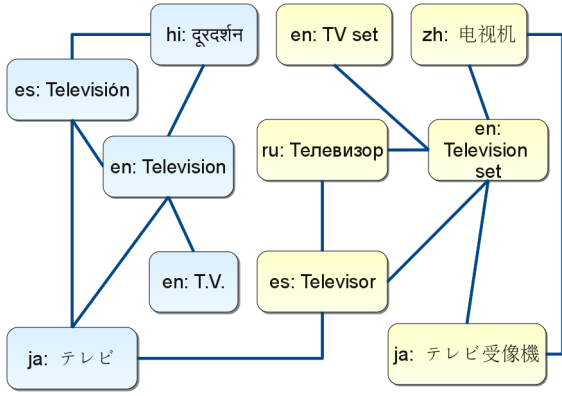 hi: दूरदर्शन
en: TV set
zh: 电视机
es: Televisión
en: Television
ru: Телевизор
en:
Television
set
en: T.V.
es: Televisor
ja: テレビ
ja: テレビ受像機